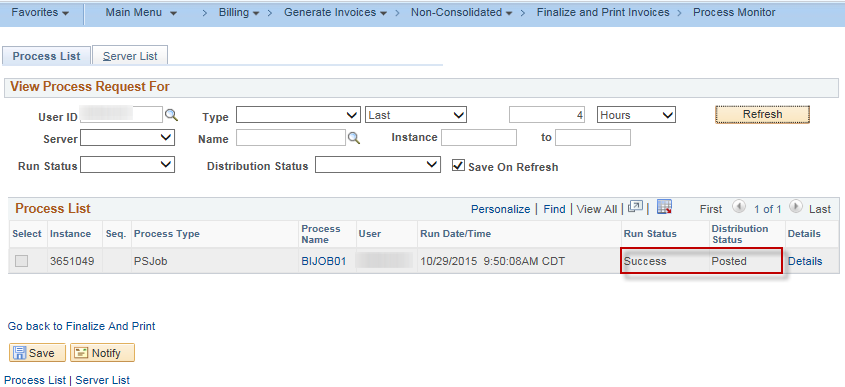 Favorites Main Menu > Billing > Generate Invoices > Non-Consolidated > Finalize and Print Invoices > Process Monitor
Process List Server List
View Process Request For
User ID Type Last 4 Hours Refresh
Server Name Instance to
Run Status Distribution Status Save On Refresh
Process List Personalize | Find | View All | | First 1 of 1 Last
Select Instance Seq. Process Type Process Name User Run Date/Time Run Status Distribution Status Details
3651049 PSJob BIJOB01 10/29/2015 9:50:08AM CDT Success Posted Details
Go back to Finalize And Print
Save Notify
Process List | Server List